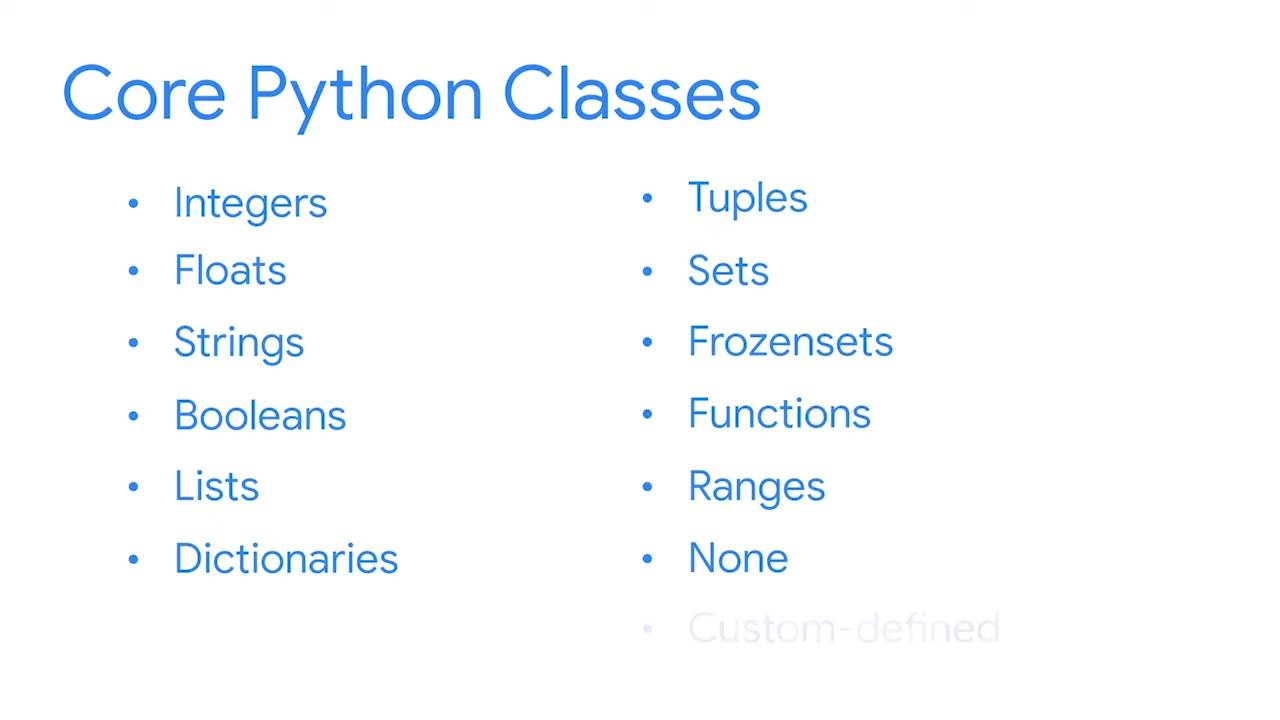 Core Python Classes
• Integers
• Floats
• Strings
• Booleans
• Lists
• Dictionaries
• Tuples
• Sets
• Frozensets
• Functions
• Ranges
• None
• Custom-defined